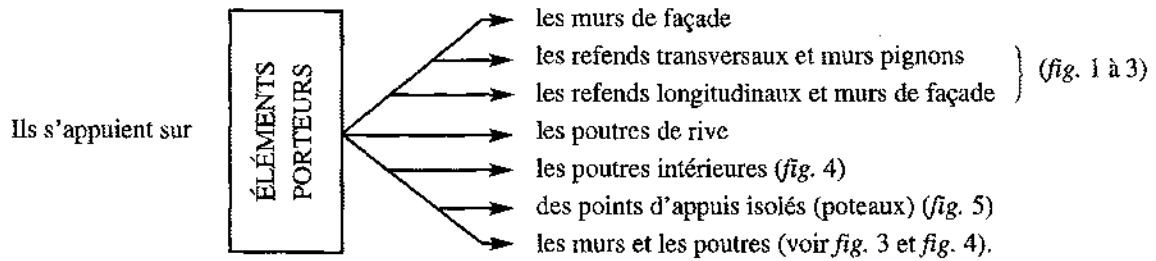 Ils s'appuient sur
ÉLÉMENTS
PORTEURS
les murs de façade
les refends transversaux et murs pignons
les refends longitudinaux et murs de façade
(fig. 1 à 3)
les poutres de rive
les poutres intérieures (fig. 4)
des points d'appuis isolés (poteaux) (fig. 5)
les murs et les poutres (voir fig. 3 et fig. 4).